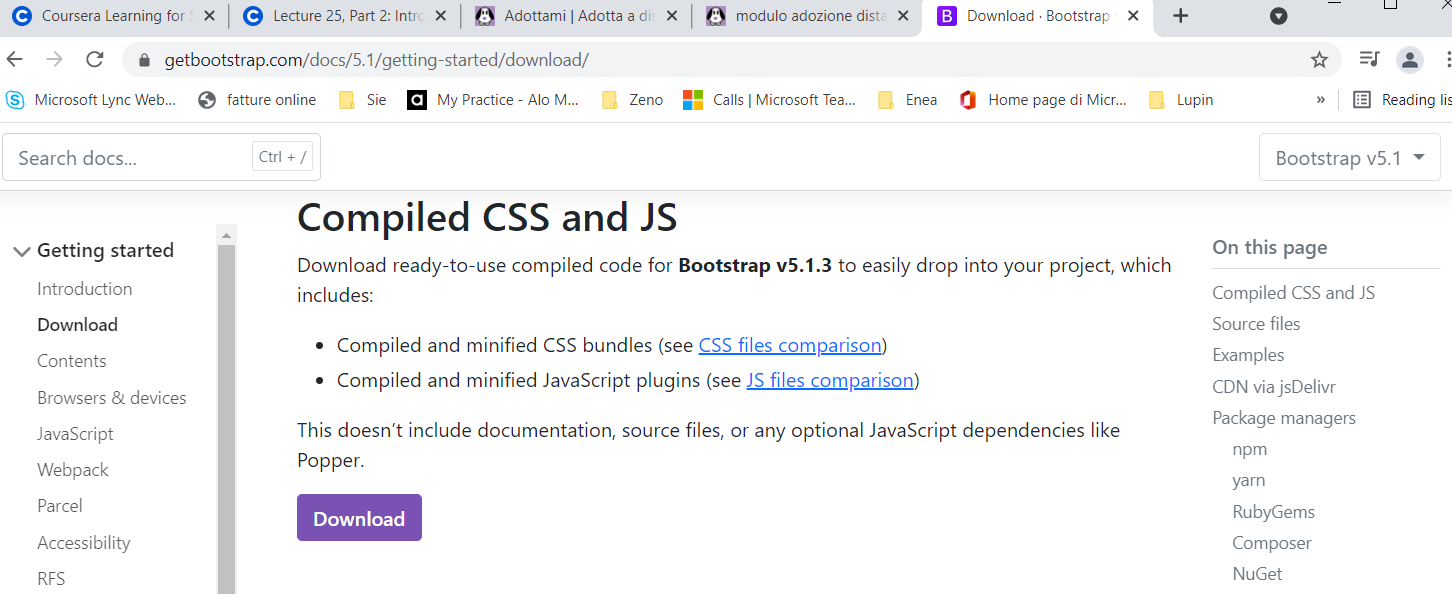 Coursera Learning for
Lecture 25, Part 2: Intro
Adottami | Adotta a dis
modulo adozione dista
Download · Bootstrap
getbootstrap.com/docs/5.1/getting-started/download/
Microsoft Lync Web...
fatture online
Sie
My Practice - Alo M...
Zeno
Calls | Microsoft Tea...
Enea
Home page di Micr...
Lupin
»
Reading lis
Search docs...
Ctrl + /
Bootstrap v5.1
Getting started
Introduction
Download
Contents
Browsers & devices
JavaScript
Webpack
Parcel
Accessibility
RFS
Compiled CSS and JS
Download ready-to-use compiled code for Bootstrap v5.1.3 to easily drop into your project, which
includes:
• Compiled and minified CSS bundles (see CSS files comparison)
• Compiled and minified JavaScript plugins (see JS files comparison)
This doesn’t include documentation, source files, or any optional JavaScript dependencies like
Popper.
Download
On this page
Compiled CSS and JS
Source files
Examples
CDN via jsDelivr
Package managers
npm
yarn
RubyGems
Composer
NuGet